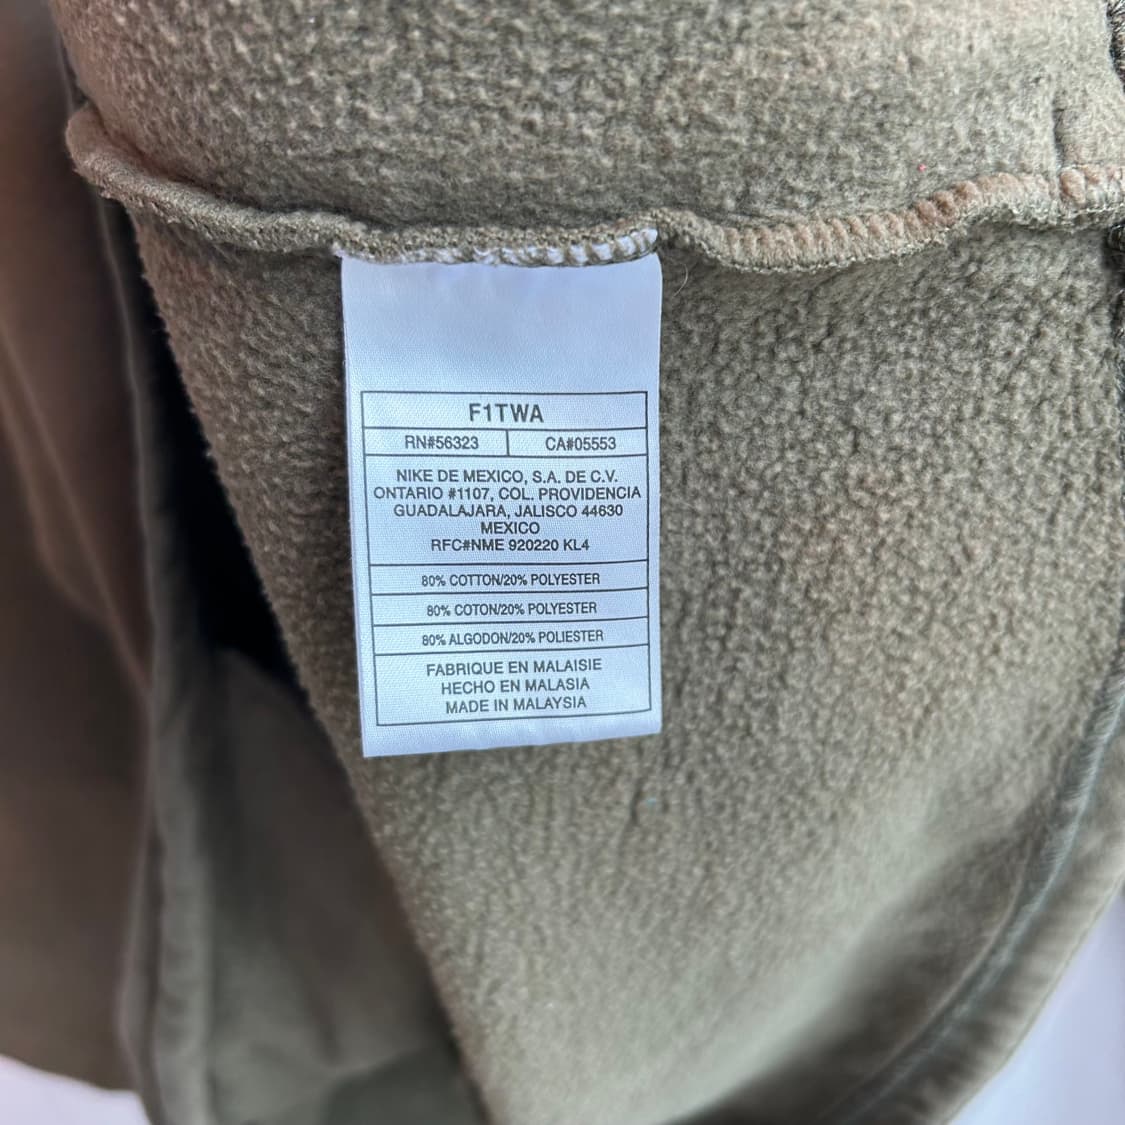 F1TWA
RN#56323 CA#05553
NIKE DE MEXICO, S.A. DE C.V.
ONTARIO #1107, COL. PROVIDENCIA
GUADALAJARA, JALISCO 44630
MEXICO
RFC#NME 920220 KL4
80% COTTON/20% POLYESTER
80% COTON/20% POLYESTER
80% ALGODON/20% POLIESTER
FABRIQUE EN MALAISIE
HECHO EN MALASIA
MADE IN MALAYSIA